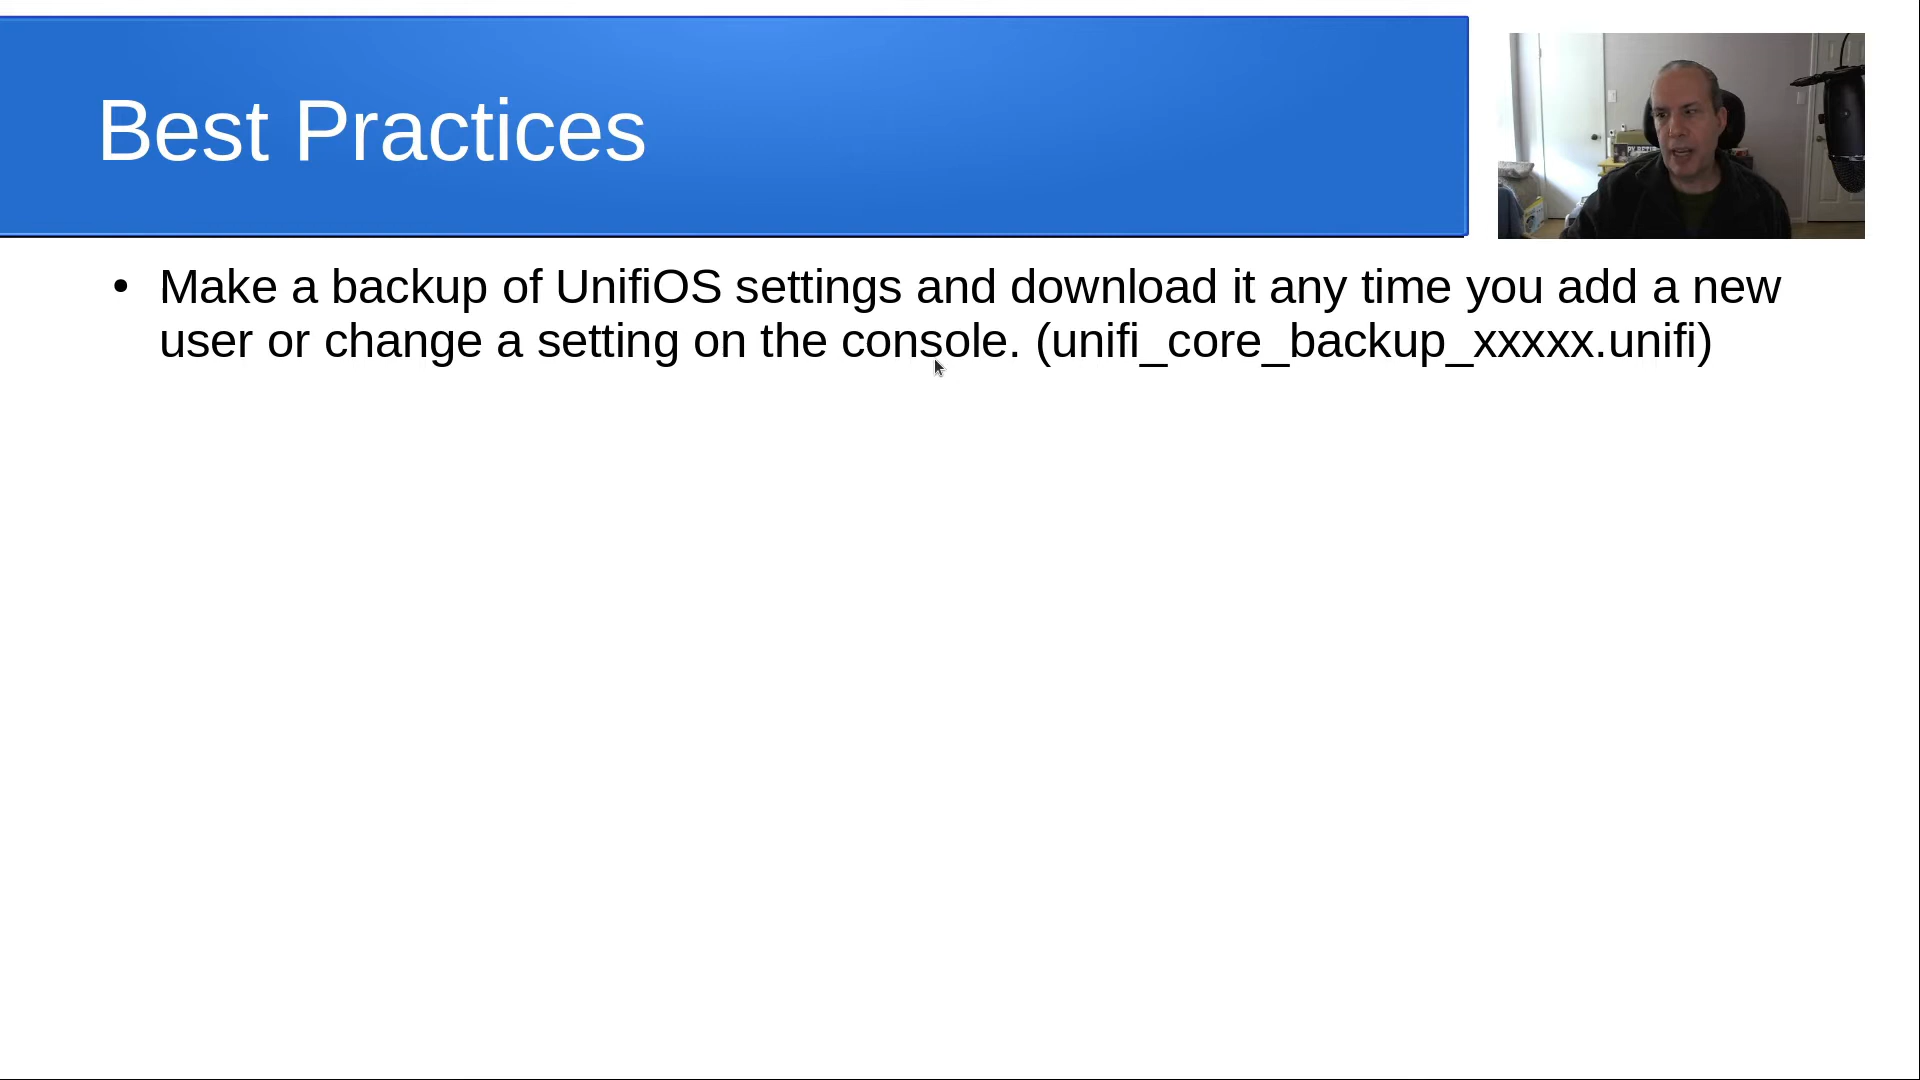 Best Practices
• Make a backup of UnifiOS settings and download it any time you add a new
user or change a setting on the console. (unifi_core_backup_xxxxx.unifi)